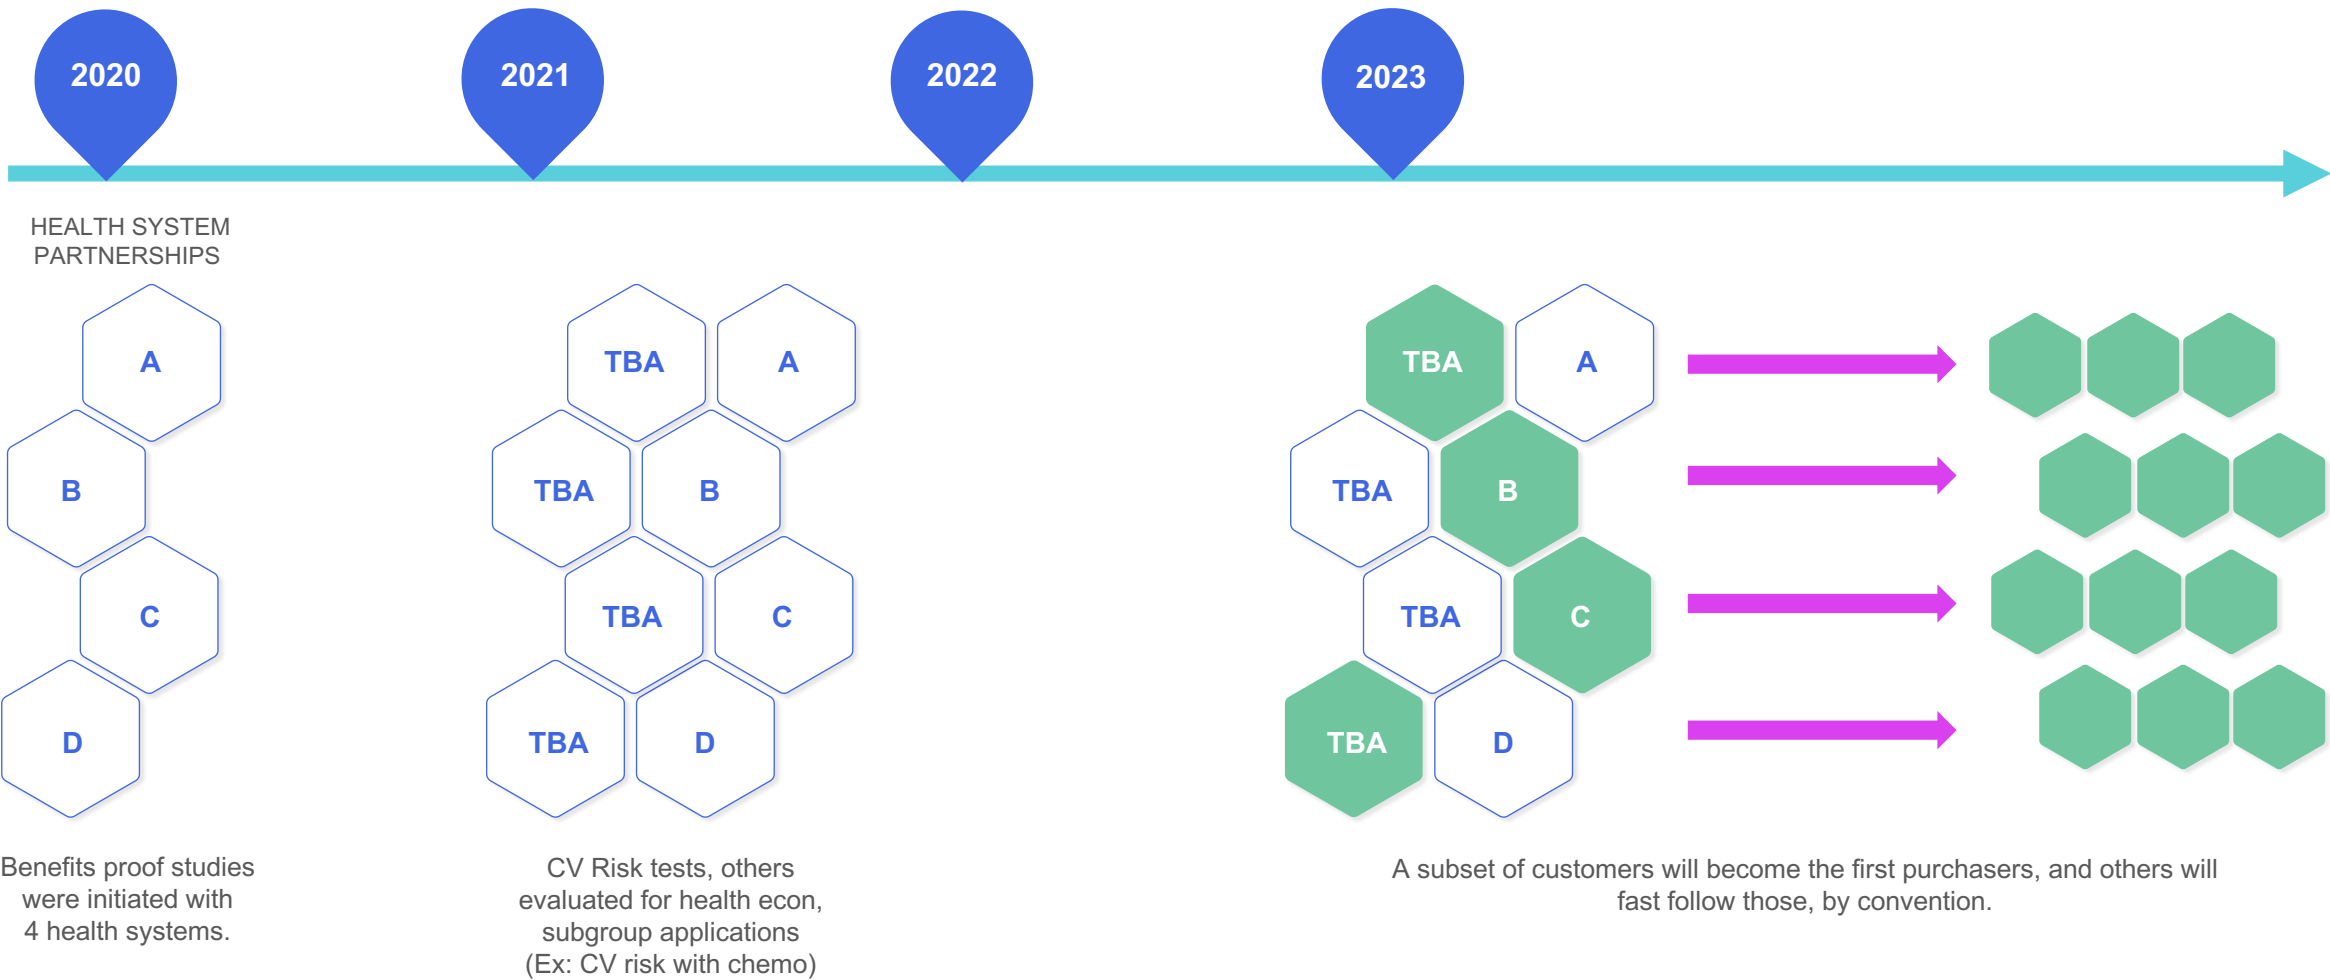 2020
2021
2022
2023
HEALTH SYSTEM
PARTNERSHIPS
A
B
C
D
Benefits proof studies
were initiated with
4 health systems.
TBA A
TBA B
TBA C
TBA D
CV Risk tests, others
evaluated for health econ,
subgroup applications
(Ex: CV risk with chemo)
TBA A
TBA B
TBA C
TBA D
A subset of customers will become the first purchasers, and others will
fast follow those, by convention.